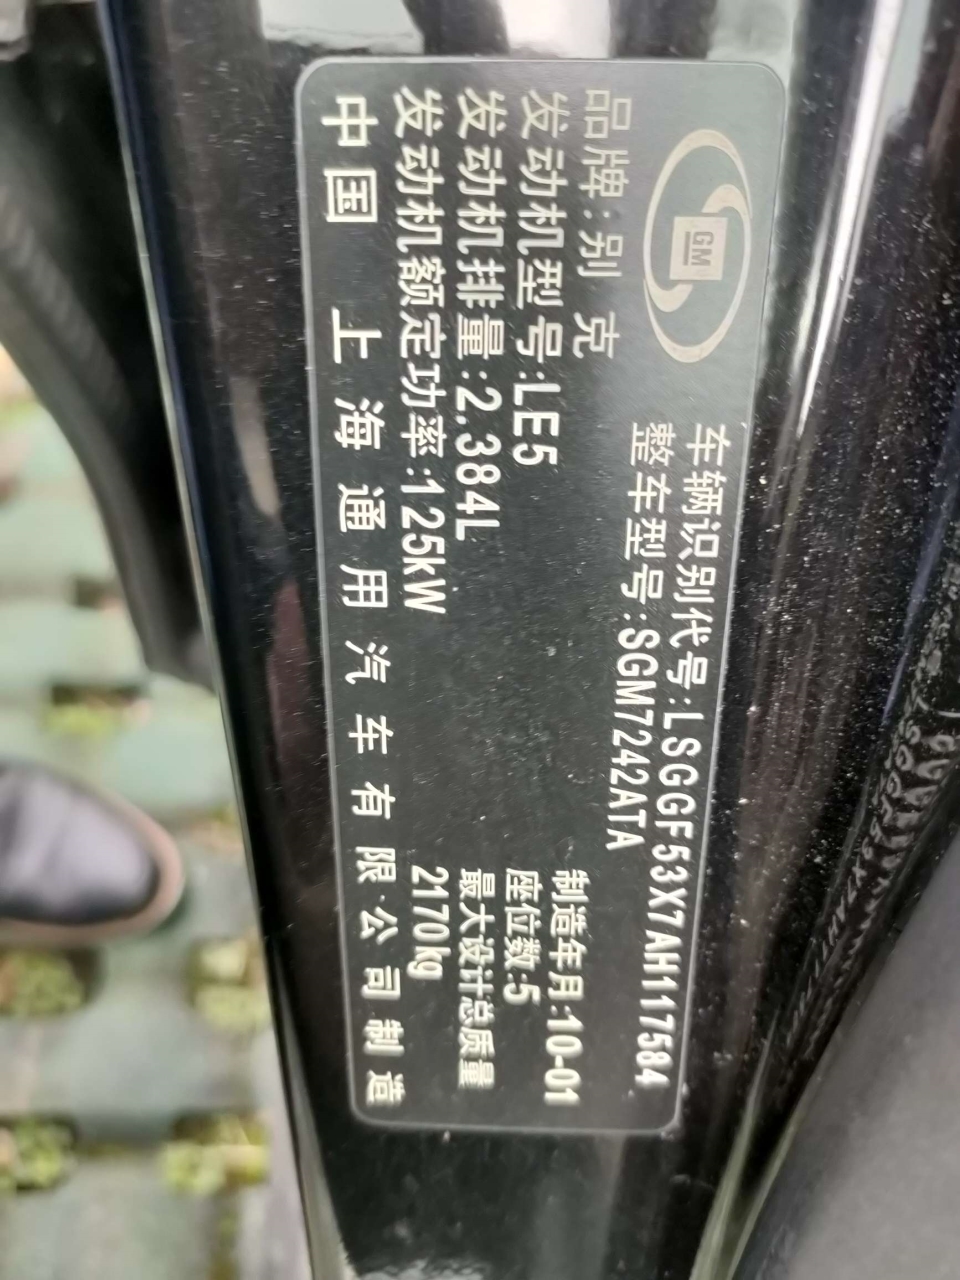 GM
车辆识别代号:LSGGF53X7AH117584
整车型号:SGM7242ATA
品牌:别 克
发动机型号:LE5
制造年月:10-01
发动机排量:2.384L
座位数:5
发动机额定功率:125kW
最大设计总质量
2170kg
中国 上海通用汽车有限公司制造